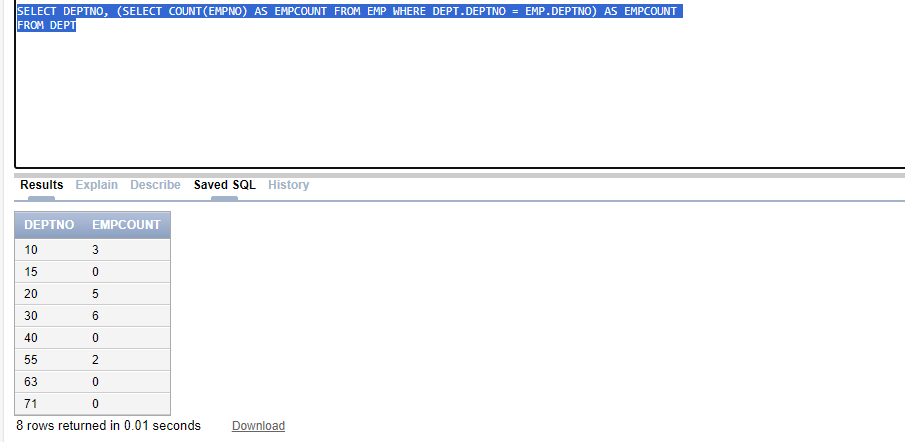 SELECT DEPTNO, (SELECT COUNT(EMPNO) AS EMPCOUNT FROM EMP WHERE DEPT.DEPTNO = EMP.DEPTNO) AS EMPCOUNT
FROM DEPT
Results Explain Describe Saved SQL History
DEPTNO EMPCOUNT
10 3
15 0
20 5
30 6
40 0
55 2
63 0
71 0
8 rows returned in 0.01 seconds Download